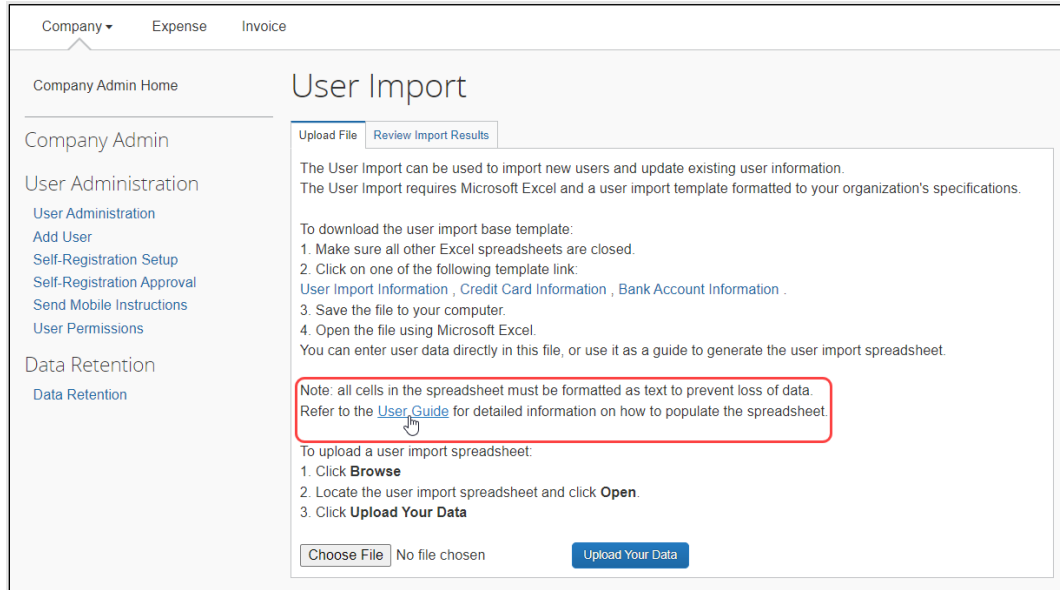 Company Expense Invoice
Company Admin Home
Company Admin
User Administration
User Administration
Add User
Self-Registration Setup
Self-Registration Approval
Send Mobile Instructions
User Permissions
Data Retention
Data Retention
User Import
Upload File Review Import Results
The User Import can be used to import new users and update existing user information.
The User Import requires Microsoft Excel and a user import template formatted to your organization's specifications.
To download the user import base template:
1. Make sure all other Excel spreadsheets are closed.
2. Click on one of the following template link:
User Import Information , Credit Card Information , Bank Account Information .
3. Save the file to your computer.
4. Open the file using Microsoft Excel.
You can enter user data directly in this file, or use it as a guide to generate the user import spreadsheet.
Note: all cells in the spreadsheet must be formatted as text to prevent loss of data.
Refer to the User Guide for detailed information on how to populate the spreadsheet.
To upload a user import spreadsheet:
1. Click Browse
2. Locate the user import spreadsheet and click Open.
3. Click Upload Your Data
Choose File No file chosen Upload Your Data